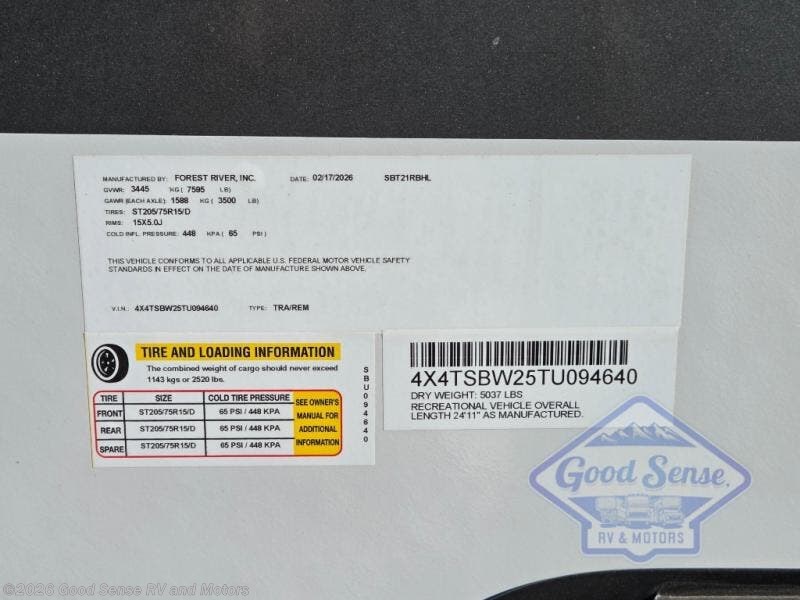 MANUFACTURED BY: FOREST RIVER, INC. DATE: 02/17/2026 SBT21RBHL
GVWR: 3445 KG ( 7595 LB)
GAWR (EACH AXLE): 1588 KG ( 3500 LB)
TIRES: ST205/75R15/D
RIMS: 15X5.0J
COLD INFL. PRESSURE: 448 KPA ( 65 PSI )
THIS VEHICLE CONFORMS TO ALL APPLICABLE U.S. FEDERAL MOTOR VEHICLE SAFETY
STANDARDS IN EFFECT ON THE DATE OF MANUFACTURE SHOWN ABOVE.
V.I.N.: 4X4TSBW25TU094640 TYPE: TRA/REM
TIRE AND LOADING INFORMATION
The combined weight of cargo should never exceed
1143 kgs or 2520 lbs.
TIRE SIZE COLD TIRE PRESSURE
FRONT ST205/75R15/D 65 PSI / 448 KPA
REAR ST205/75R15/D 65 PSI / 448 KPA
SPARE ST205/75R15/D 65 PSI / 448 KPA
SEE OWNER'S
MANUAL FOR
ADDITIONAL
INFORMATION
SBU094640
4X4TSBW25TU094640
DRY WEIGHT: 5037 LBS
RECREATIONAL VEHICLE OVERALL
LENGTH 24'11" AS MANUFACTURED.
Good Sense
RV & MOTORS
©2026 Good Sense RV and Motors